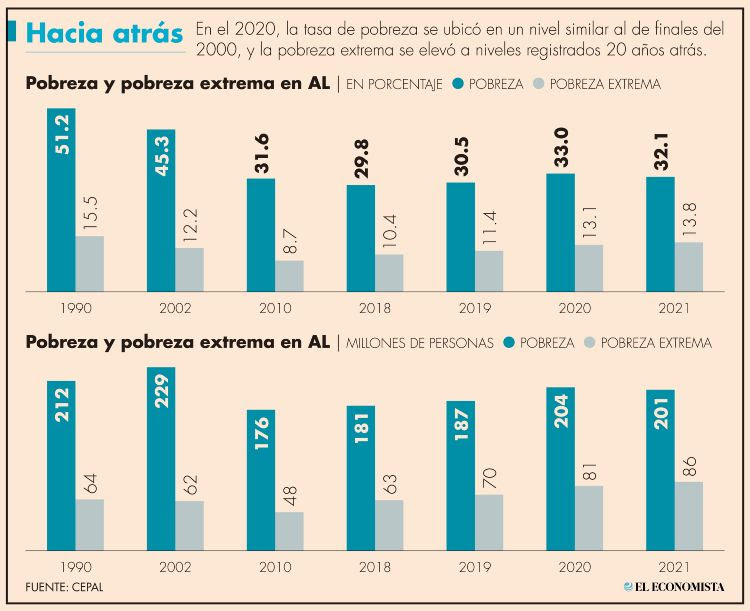 Hacia atrás
En el 2020, la tasa de pobreza se ubicó en un nivel similar al de finales del
2000, y la pobreza extrema se elevó a niveles registrados 20 años atrás.
Pobreza y pobreza extrema en AL | EN PORCENTAJE ● POBREZA ● POBREZA EXTREMA
51.2 15.5 45.3 12.2 31.6 8.7 29.8 10.4 30.5 11.4 33.0 13.1 32.1 13.8
1990 2002 2010 2018 2019 2020 2021
Pobreza y pobreza extrema en AL | MILLONES DE PERSONAS ● POBREZA ● POBREZA EXTREMA
212 64 229 62 176 48 181 63 187 70 204 81 201 86
1990 2002 2010 2018 2019 2020 2021
FUENTE: CEPAL
EL ECONOMISTA